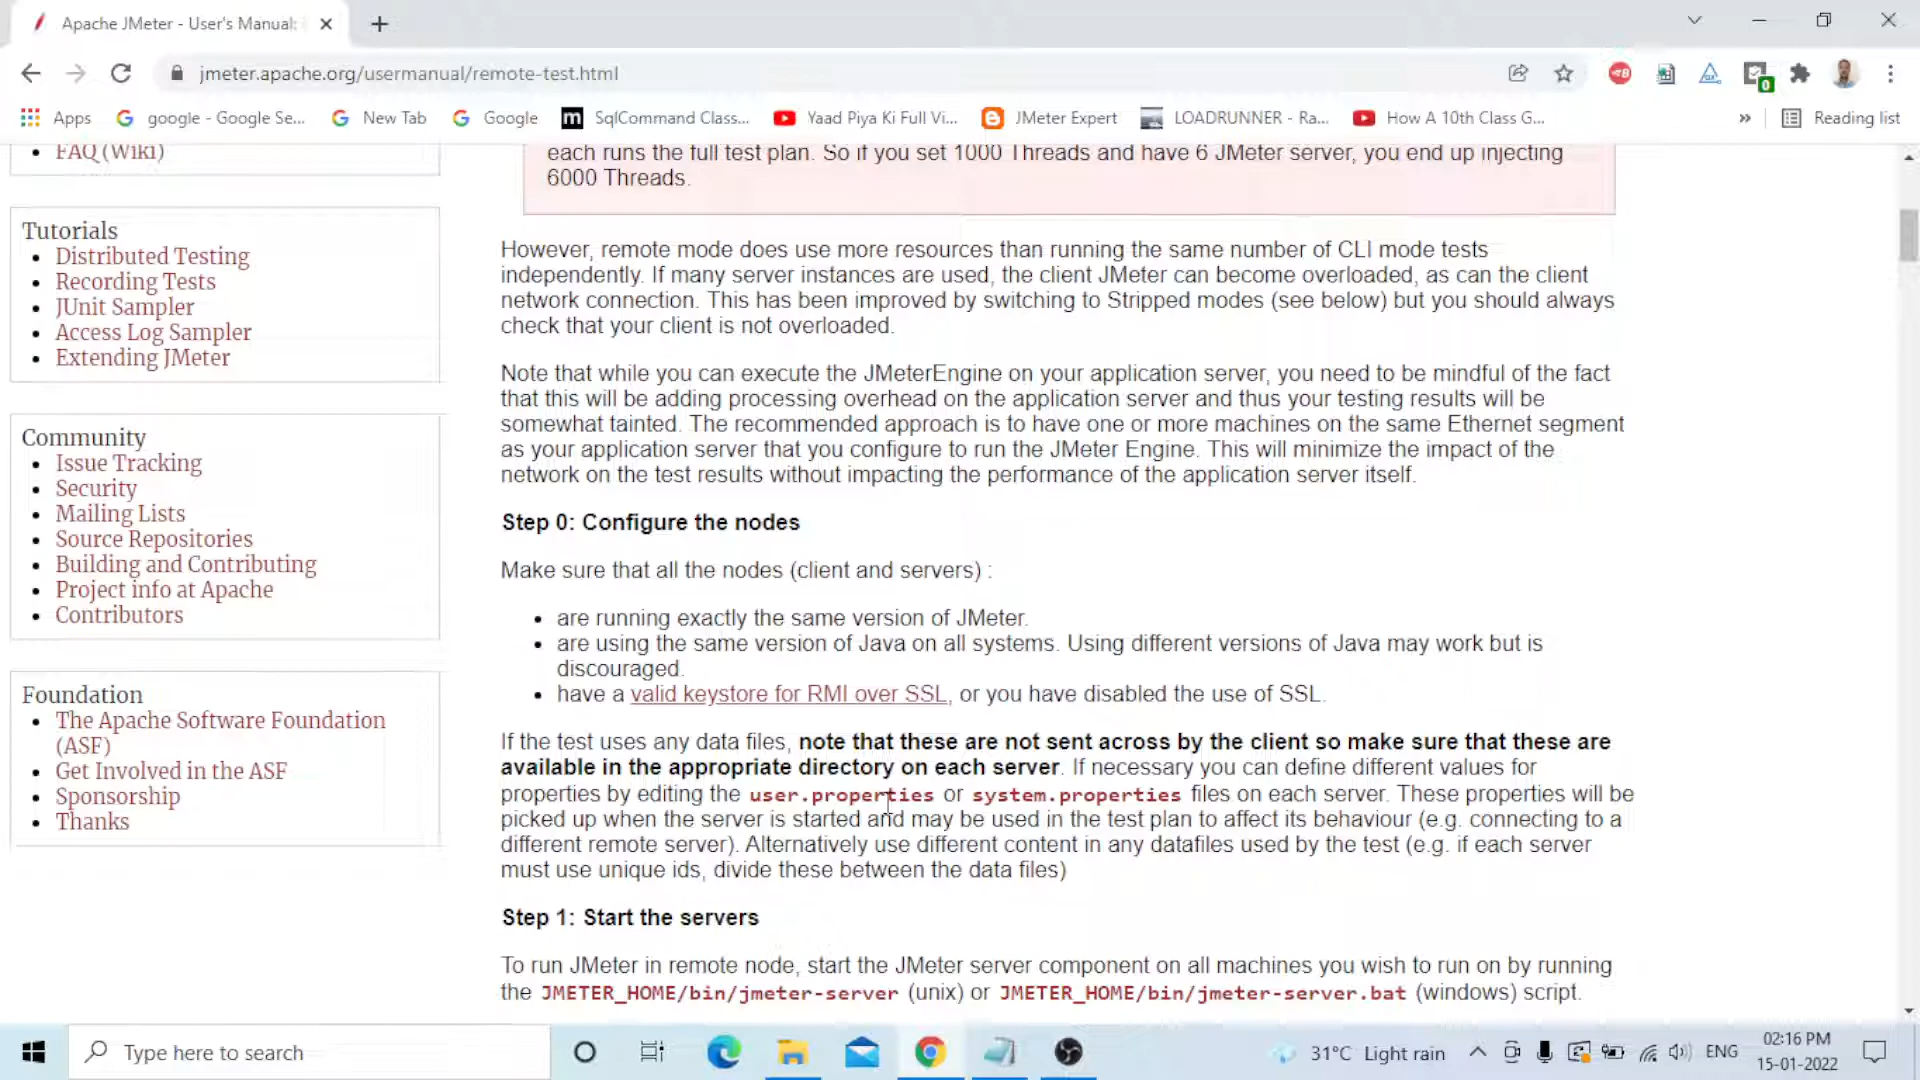 Apache JMeter - User's Manual:
jmeter.apache.org/usermanual/remote-test.html
0
Apps
google - Google Se...
New Tab
Google
m
SqlCommand Class...
Yaad Piya Ki Full Vi...
JMeter Expert
LOADRUNNER - Ra...
How A 10th Class G...
»
Reading list
FAQ (Wiki)
Tutorials
Distributed Testing
Recording Tests
JUnit Sampler
Access Log Sampler
Extending JMeter
Community
Issue Tracking
Security
Mailing Lists
Source Repositories
Building and Contributing
Project info at Apache
Contributors
Foundation
The Apache Software Foundation
(ASF)
Get Involved in the ASF
Sponsorship
Thanks
each runs the full test plan. So if you set 1000 Threads and have 6 JMeter server, you end up injecting
6000 Threads.
However, remote mode does use more resources than running the same number of CLI mode tests
independently. If many server instances are used, the client JMeter can become overloaded, as can the client
network connection. This has been improved by switching to Stripped modes (see below) but you should always
check that your client is not overloaded.
Note that while you can execute the JMeterEngine on your application server, you need to be mindful of the fact
that this will be adding processing overhead on the application server and thus your testing results will be
somewhat tainted. The recommended approach is to have one or more machines on the same Ethernet segment
as your application server that you configure to run the JMeter Engine. This will minimize the impact of the
network on the test results without impacting the performance of the application server itself.
Step 0: Configure the nodes
Make sure that all the nodes (client and servers) :
are running exactly the same version of JMeter.
are using the same version of Java on all systems. Using different versions of Java may work but is
discouraged.
have a valid keystore for RMI over SSL, or you have disabled the use of SSL.
If the test uses any data files, note that these are not sent across by the client so make sure that these are
available in the appropriate directory on each server. If necessary you can define different values for
properties by editing the user.properties or system.properties files on each server. These properties will be
picked up when the server is started and may be used in the test plan to affect its behaviour (e.g. connecting to a
different remote server). Alternatively use different content in any datafiles used by the test (e.g. if each server
must use unique ids, divide these between the data files)
Step 1: Start the servers
To run JMeter in remote node, start the JMeter server component on all machines you wish to run on by running
the JMETER_HOME/bin/jmeter-server (unix) or JMETER_HOME/bin/jmeter-server.bat (windows) script.
Type here to search
31°C Light rain
ENG
02:16 PM
15-01-2022